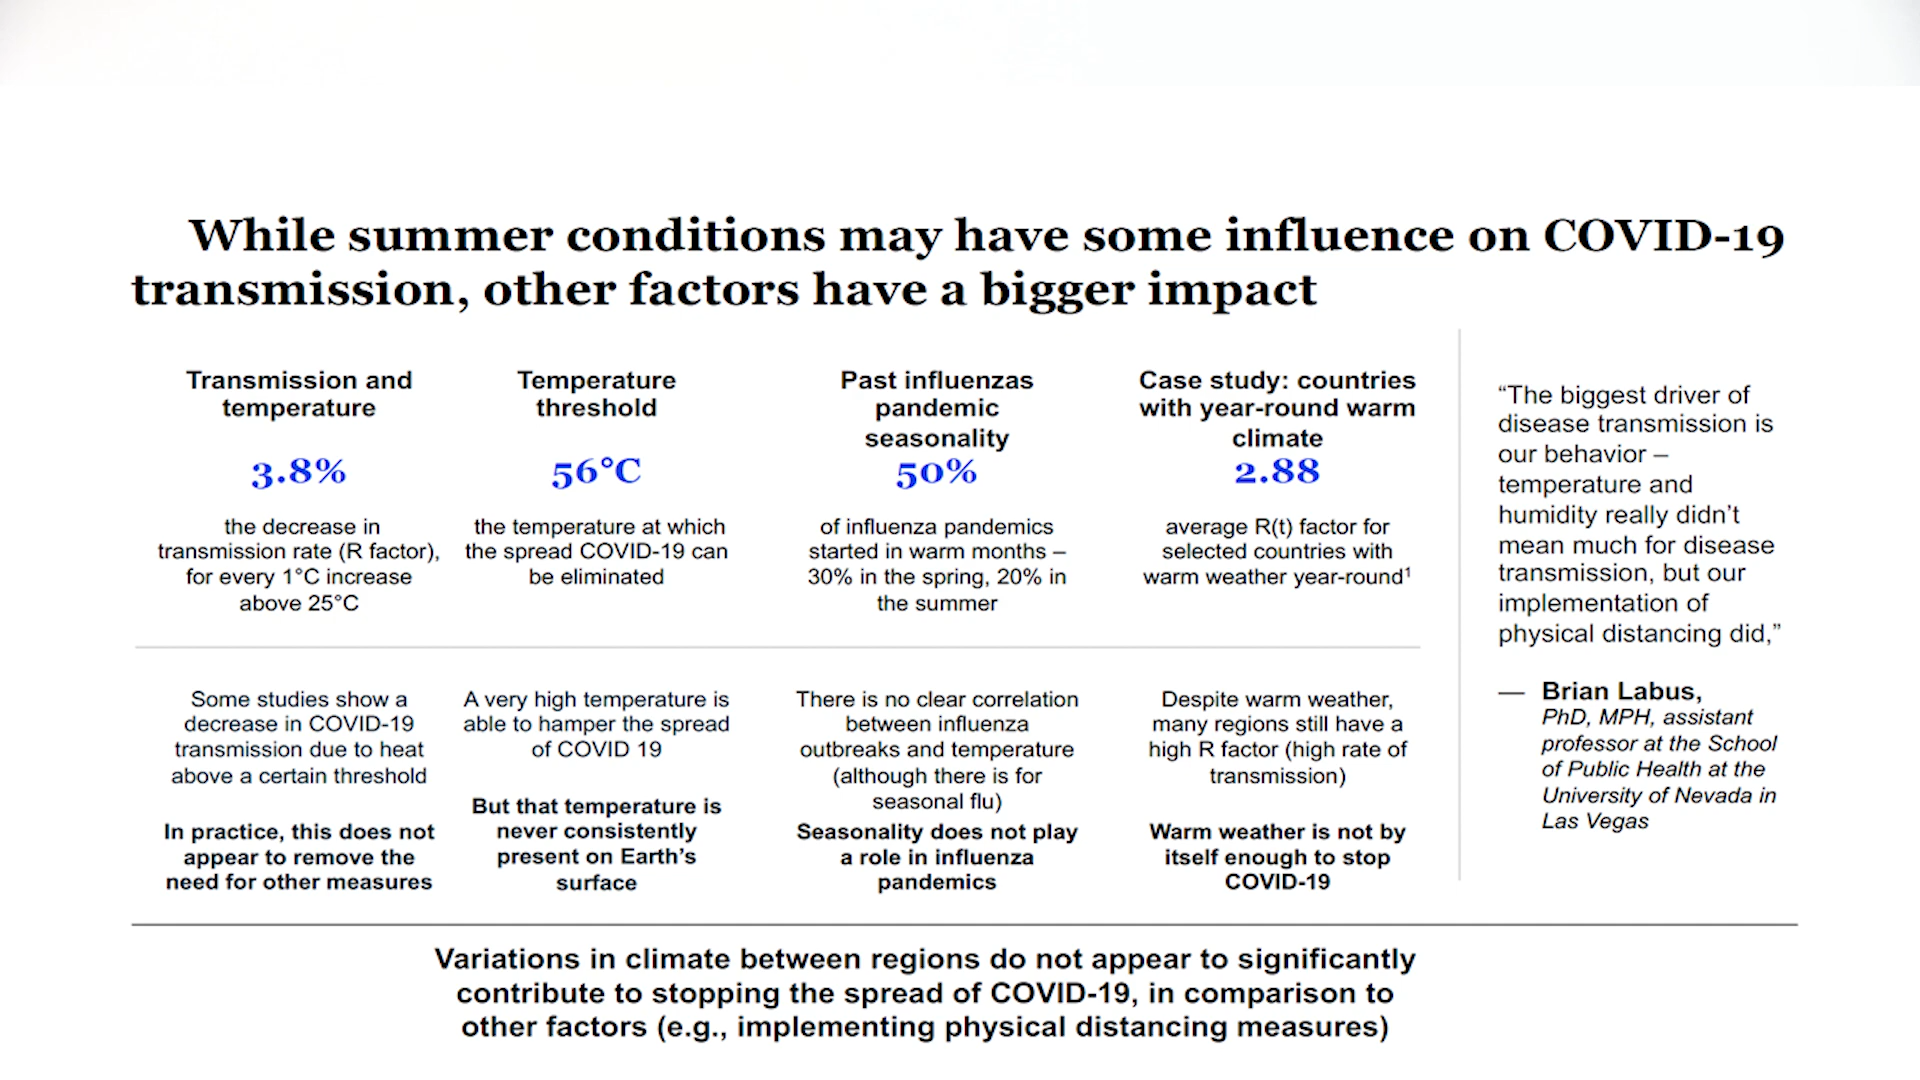 While summer conditions may have some influence on COVID-19
transmission, other factors have a bigger impact
Transmission and
temperature
3.8%
the decrease in
transmission rate (R factor),
for every 1°C increase
above 25°C
Some studies show a
decrease in COVID-19
transmission due to heat
above a certain threshold
In practice, this does not
appear to remove the
need for other measures
Temperature
threshold
56°C
the temperature at which
the spread COVID-19 can
be eliminated
A very high temperature is
able to hamper the spread
of COVID 19
But that temperature is
never consistently
present on Earth’s
surface
Past influenzas
pandemic
seasonality
50%
of influenza pandemics
started in warm months –
30% in the spring, 20% in
the summer
There is no clear correlation
between influenza
outbreaks and temperature
(although there is for
seasonal flu)
Seasonality does not play
a role in influenza
pandemics
Case study: countries
with year-round warm
climate
2.88
average R(t) factor for
selected countries with
warm weather year-round¹
Despite warm weather,
many regions still have a
high R factor (high rate of
transmission)
Warm weather is not by
itself enough to stop
COVID-19
“The biggest driver of
disease transmission is
our behavior –
temperature and
humidity really didn’t
mean much for disease
transmission, but our
implementation of
physical distancing did,”
— Brian Labus,
PhD, MPH, assistant
professor at the School
of Public Health at the
University of Nevada in
Las Vegas
Variations in climate between regions do not appear to significantly
contribute to stopping the spread of COVID-19, in comparison to
other factors (e.g., implementing physical distancing measures)